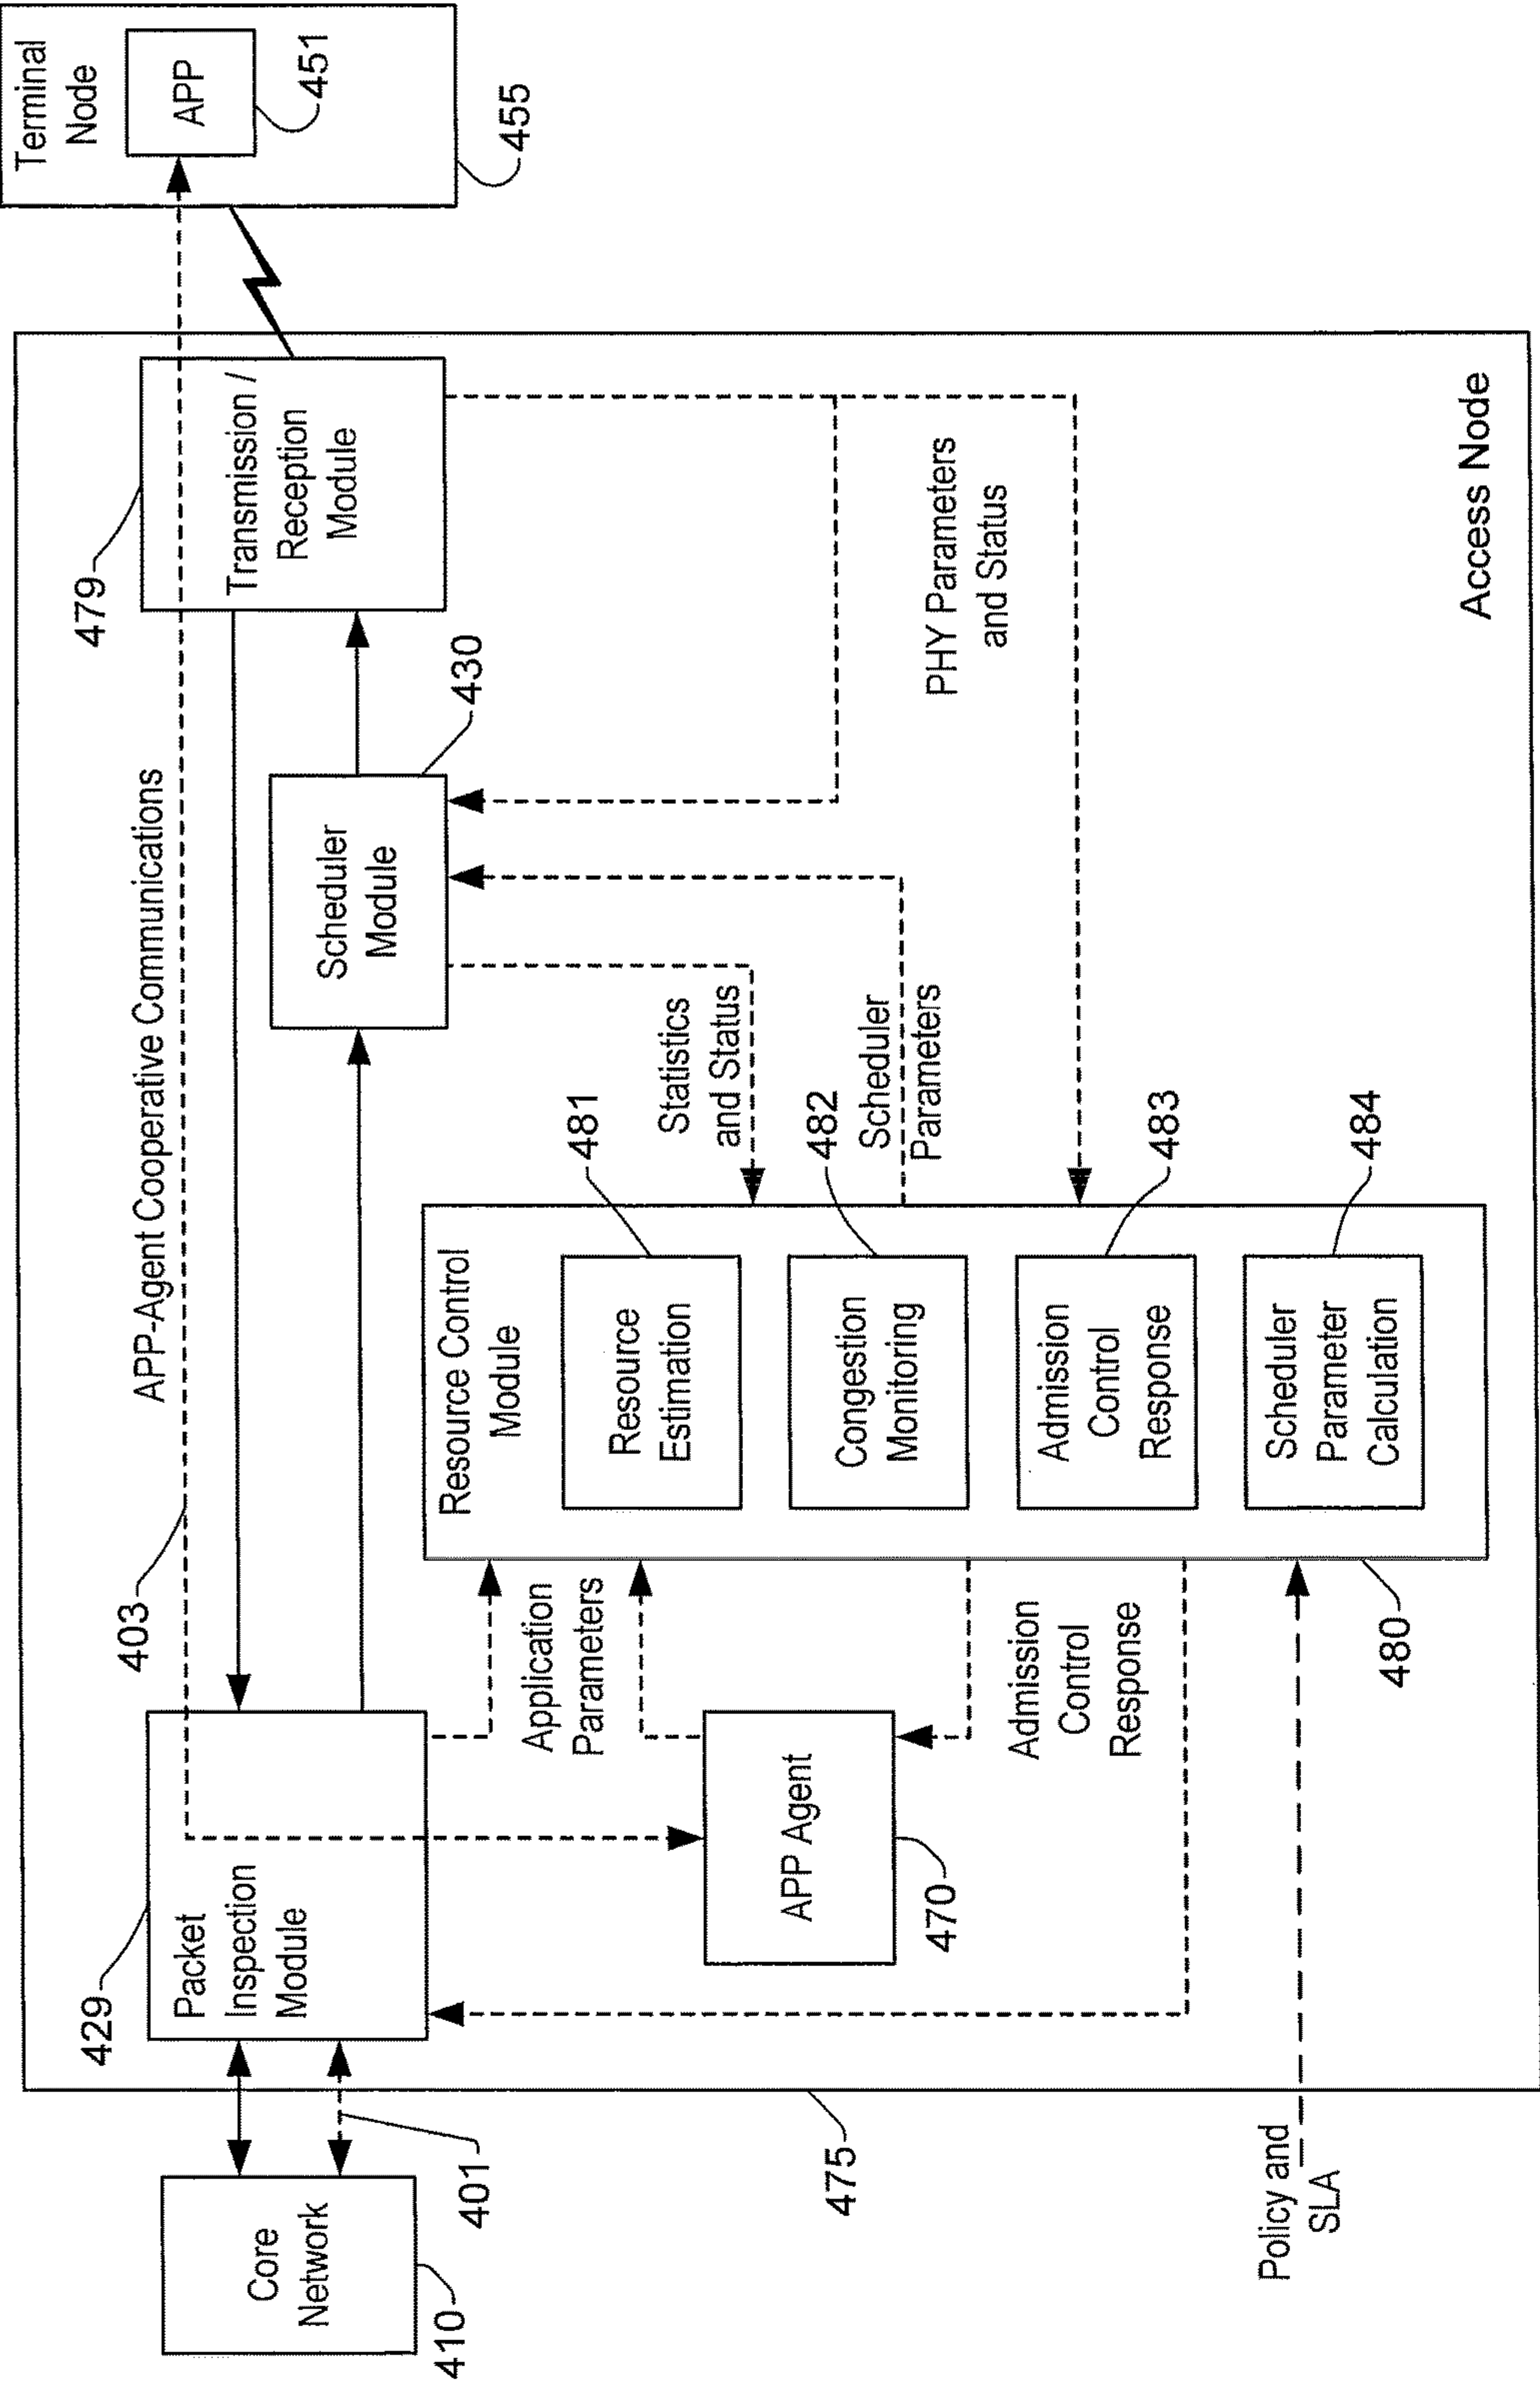 Terminal
Node
APP
451
455
479
Transmission /
Reception
Module
APP-Agent Cooperative Communications
403
430
Scheduler
Module
429
Packet
Inspection
Module
Core
Network
410
401
Statistics
and Status
Scheduler
Parameters
PHY Parameters
and Status
Application
Parameters
APP Agent
470
Admission
Control
Response
Resource Control
Module
Resource
Estimation
481
Congestion
Monitoring
482
Admission
Control
Response
483
Scheduler
Parameter
Calculation
484
480
475
Policy and
SLA
Access Node